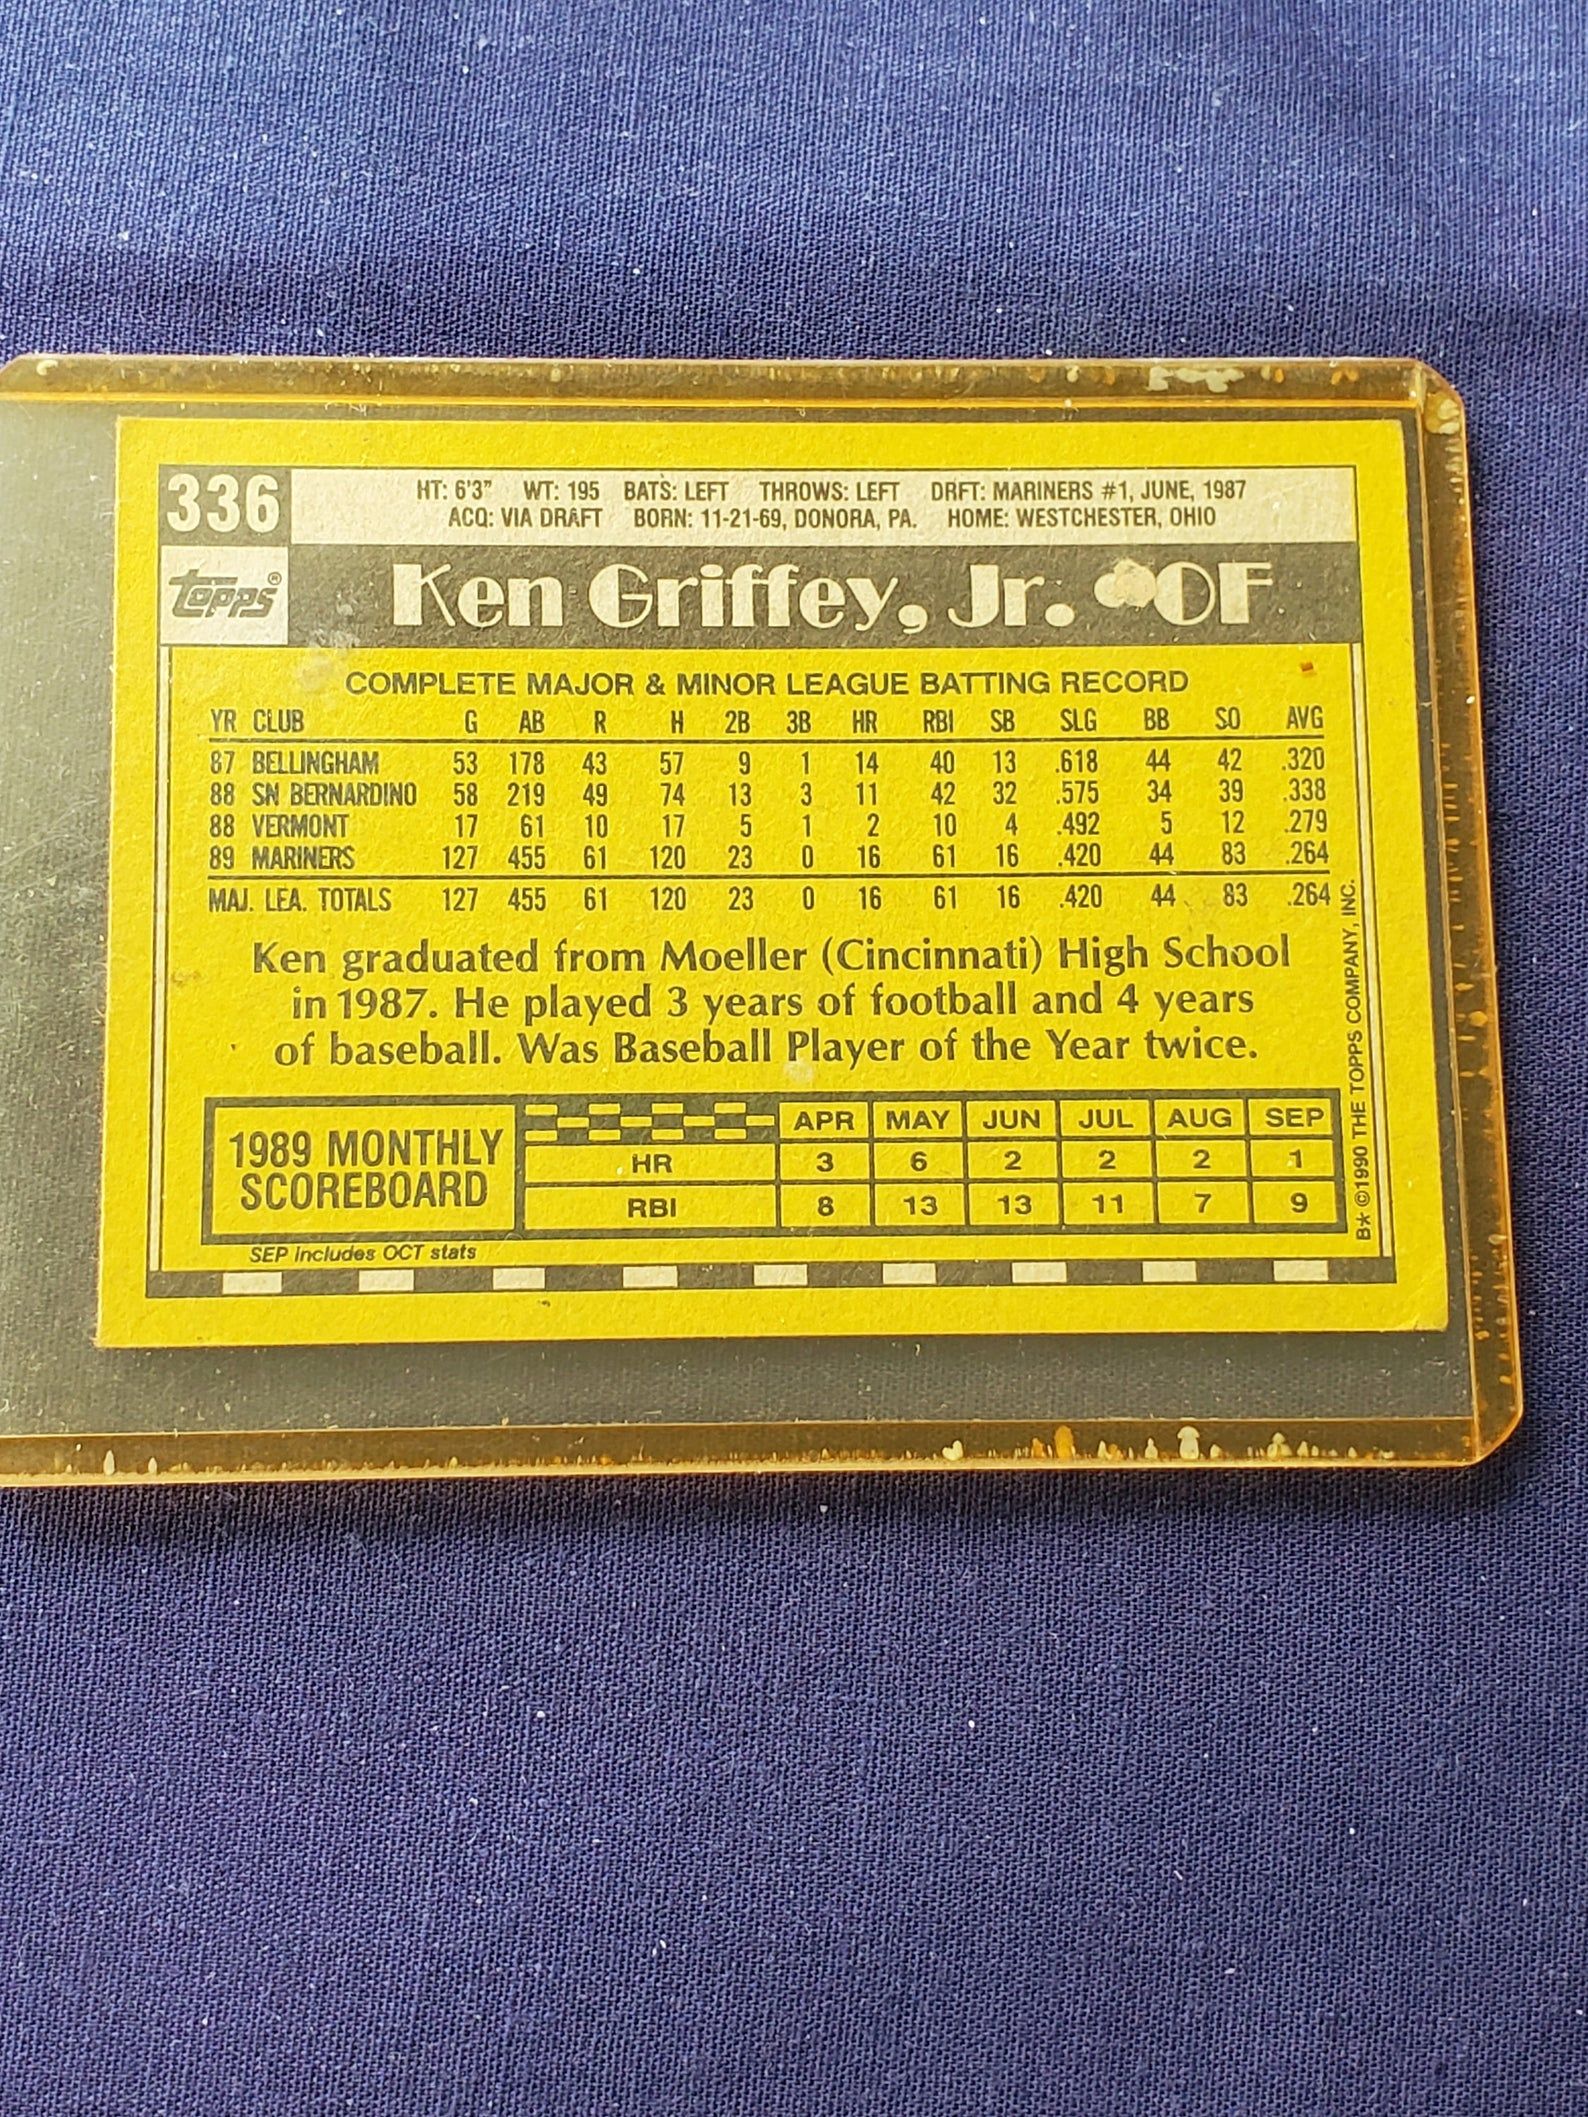 336
HT: 6'3" WT: 195 BATS: LEFT THROWS: LEFT DRFT: MARINERS #1, JUNE, 1987
ACQ: VIA DRAFT BORN: 11-21-69, DONORA, PA. HOME: WESTCHESTER, OHIO
topps®
Ken Griffey, Jr. ●OF
COMPLETE MAJOR & MINOR LEAGUE BATTING RECORD
YR CLUB G AB R H 2B 3B HR RBI SB SLG BB SO AVG
87 BELLINGHAM 53 178 43 57 9 1 14 40 13 .618 44 42 .320
88 SN BERNARDINO 58 219 49 74 13 3 11 42 32 .575 34 39 .338
88 VERMONT 17 61 10 17 5 1 2 10 4 .492 5 12 .279
89 MARINERS 127 455 61 120 23 0 16 61 16 .420 44 83 .264
MAJ. LEA. TOTALS 127 455 61 120 23 0 16 61 16 .420 44 83 .264
Ken graduated from Moeller (Cincinnati) High School
in 1987. He played 3 years of football and 4 years
of baseball. Was Baseball Player of the Year twice.
1989 MONTHLY
SCOREBOARD
APR MAY JUN JUL AUG SEP
HR 3 6 2 2 2 1
RBI 8 13 13 11 7 9
SEP includes OCT stats
B* ©1990 THE TOPPS COMPANY, INC.